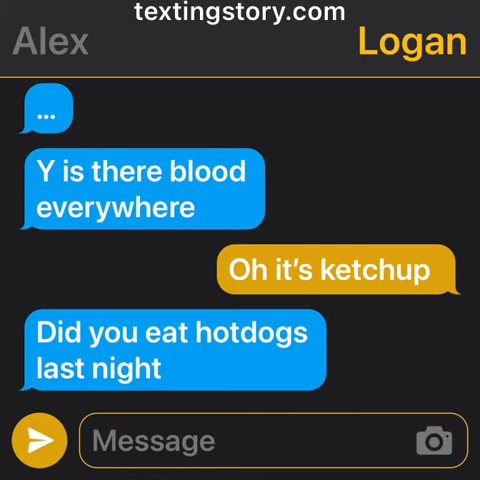 textingstory.com
Alex
Logan
...
Y is there blood
everywhere
Oh it’s ketchup
Did you eat hotdogs
last night
Message